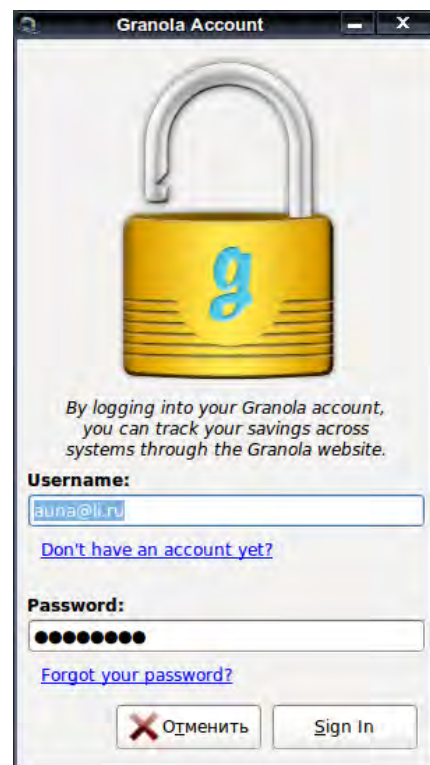 Granola Account
g
By logging into your Granola account,
you can track your savings across
systems through the Granola website.
Username:
auna@li.ru
Don't have an account yet?
Password:
●●●●●●●●
Forgot your password?
Отменить
Sign In